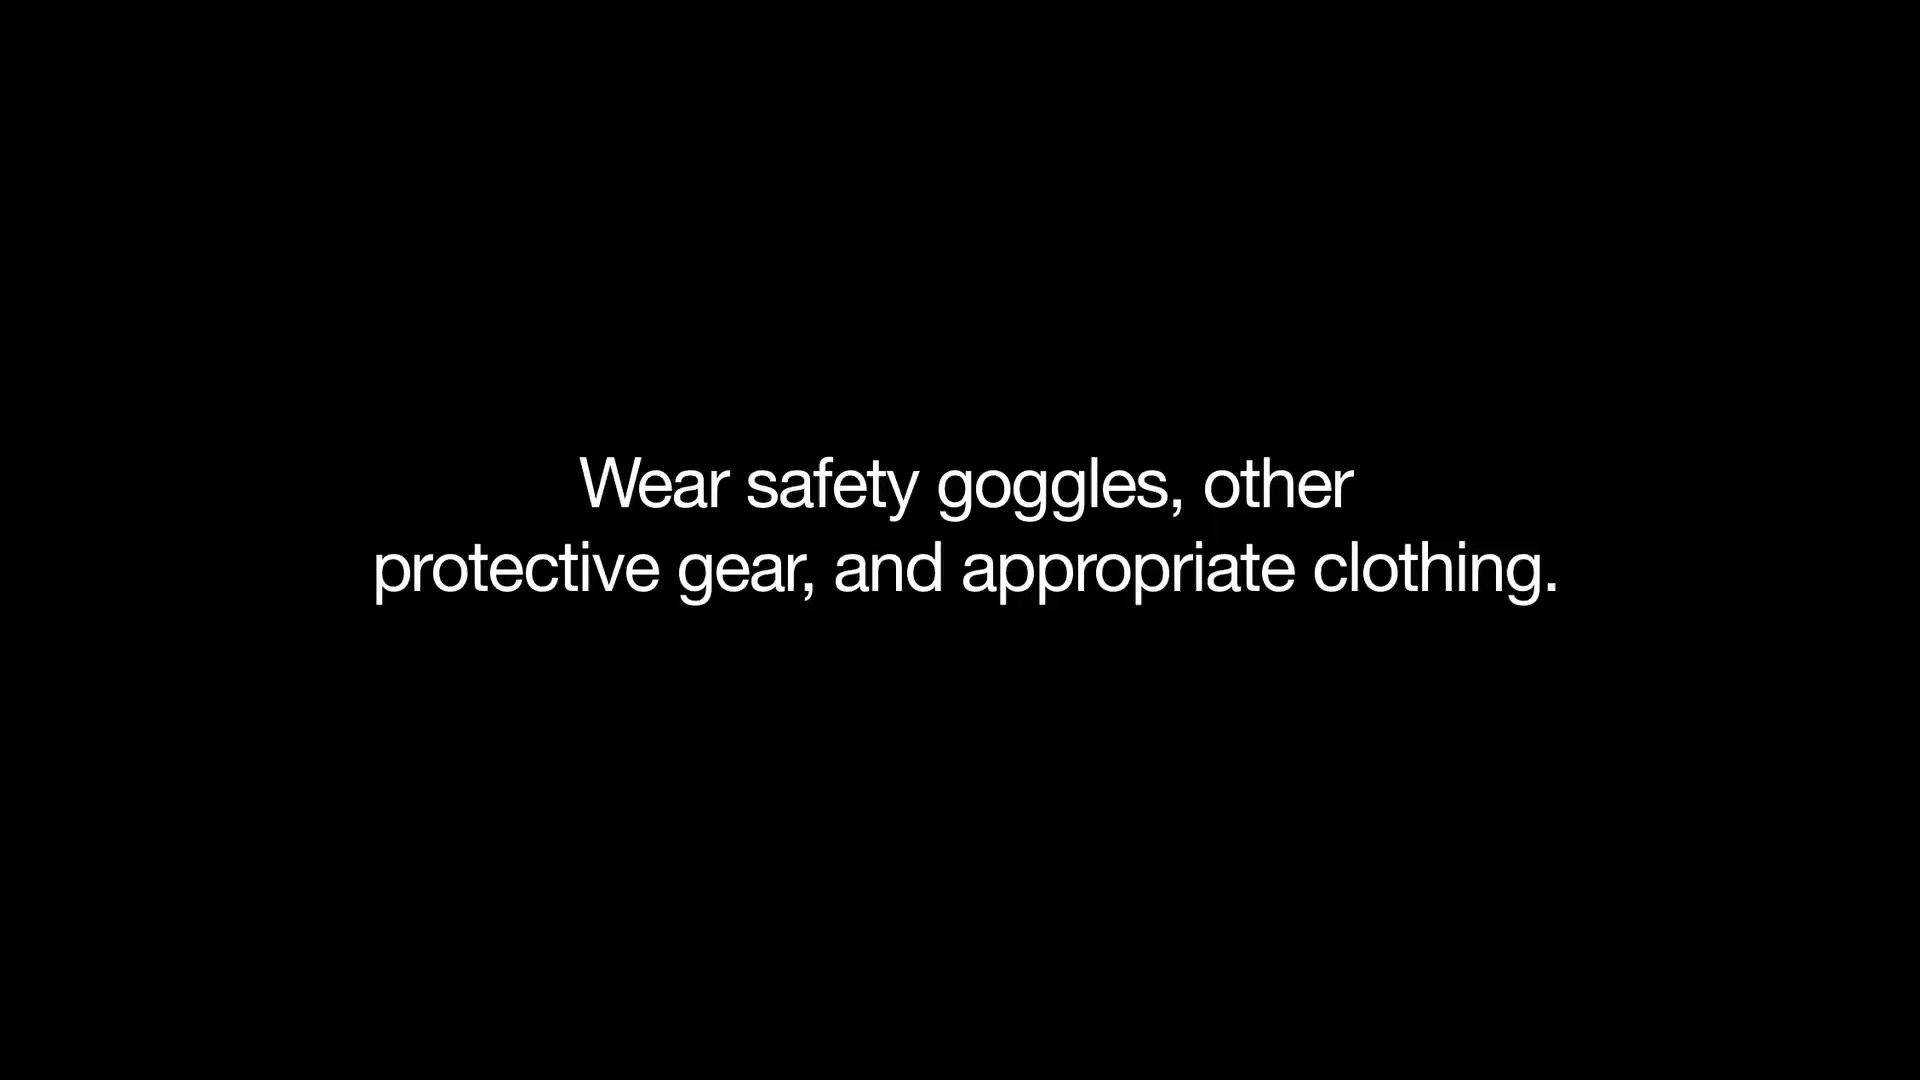 Wear safety goggles, other
protective gear, and appropriate clothing.